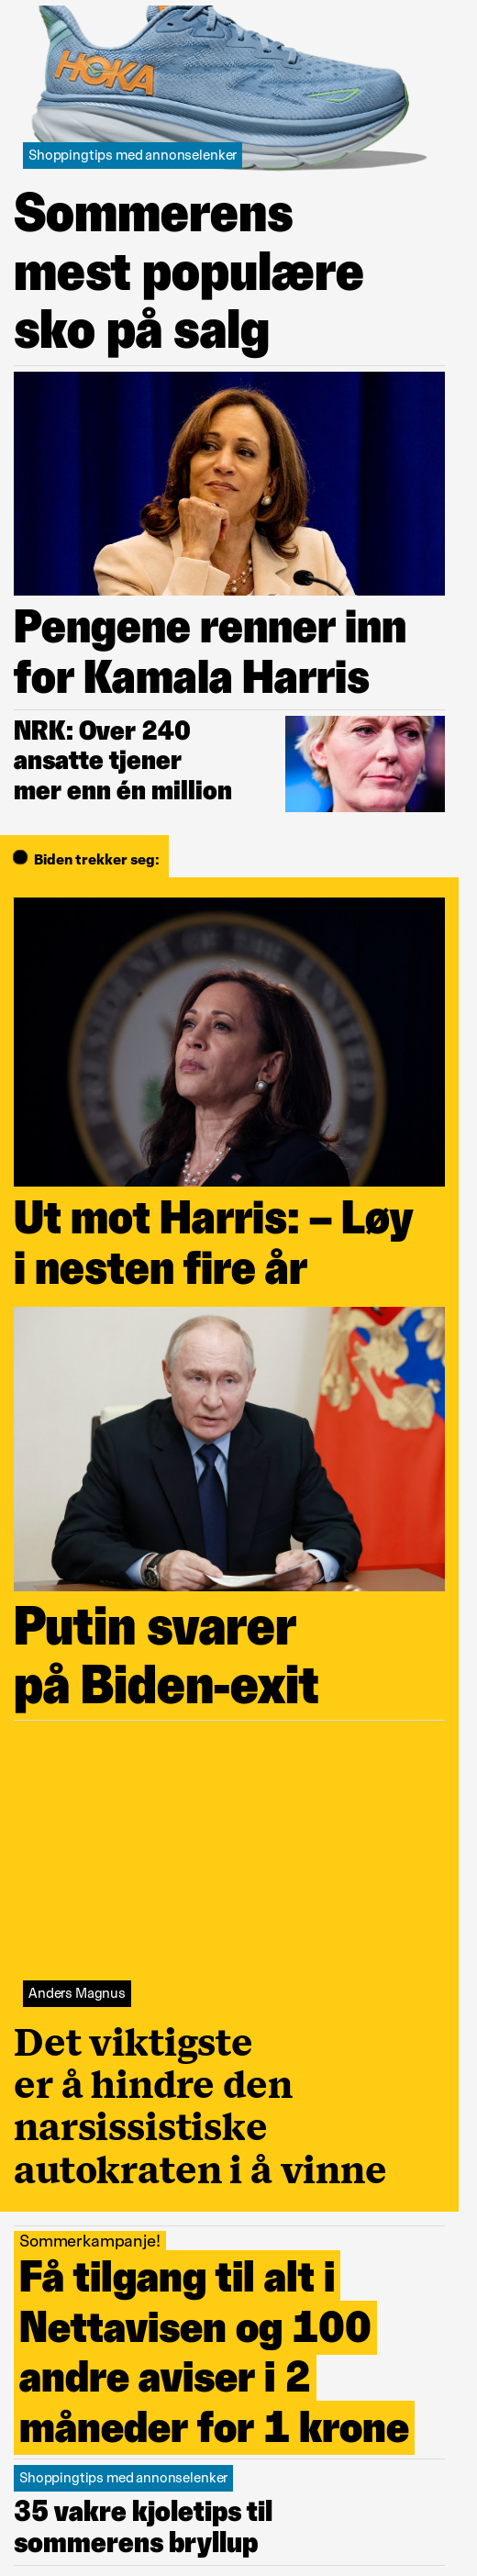 HOKA
Shoppingtips med annonselenker
Sommerens
mest populære
sko på salg
Pengene renner inn
for Kamala Harris
NRK: Over 240
ansatte tjener
mer enn én million
Biden trekker seg:
Ut mot Harris: – Løy
i nesten fire år
Putin svarer
på Biden-exit
Anders Magnus
Det viktigste
er å hindre den
narsissistiske
autokraten i å vinne
Sommerkampanje!
Få tilgang til alt i
Nettavisen og 100
andre aviser i 2
måneder for 1 krone
Shoppingtips med annonselenker
35 vakre kjoletips til
sommerens bryllup